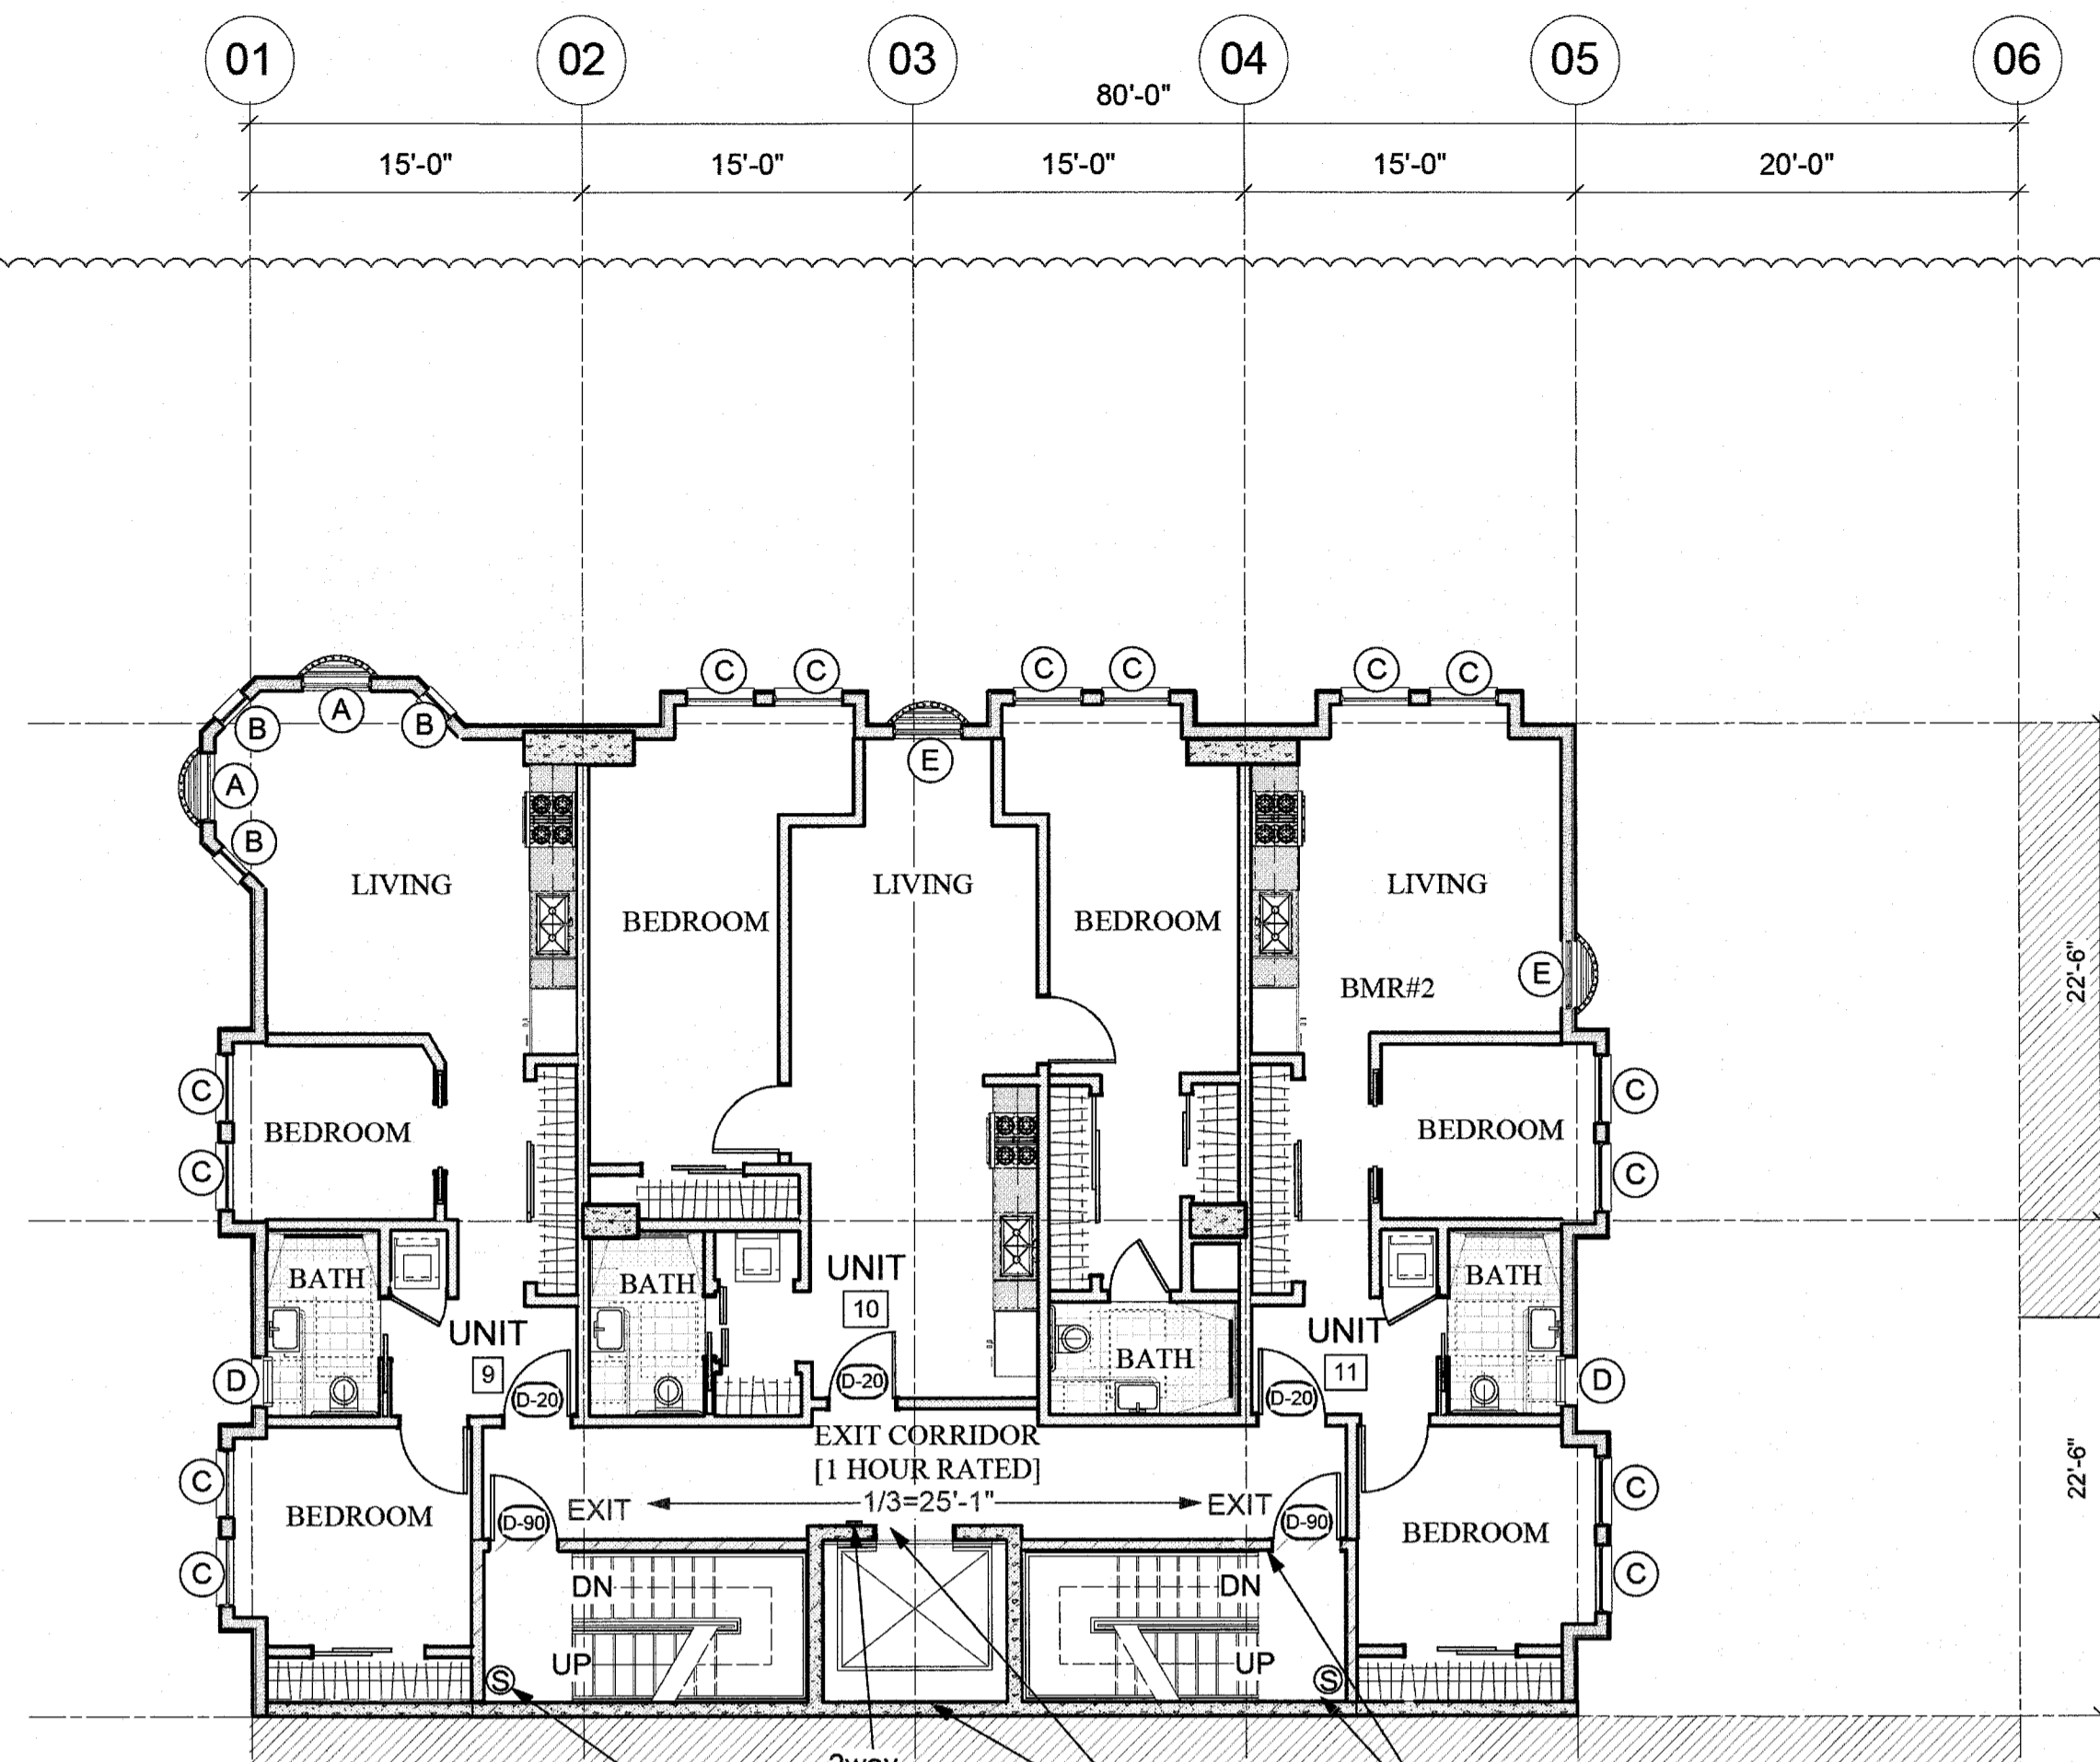 01 02 03 04 05 06
80'-0"
15'-0" 15'-0" 15'-0" 15'-0" 20'-0"
C C C C C C
B A B E
A
B
LIVING LIVING LIVING
BEDROOM BEDROOM
E
BMR#2
22'-6"
C C
BEDROOM BEDROOM
C C
BATH BATH UNIT BATH
10
UNIT UNIT
9 11
BATH
D D-20 D-20 D-20 D
EXIT CORRIDOR
[1 HOUR RATED]
1/3=25'-1"
EXIT EXIT
D-90 D-90
C C
BEDROOM BEDROOM
22'-6"
C C
DN DN
UP UP
S S